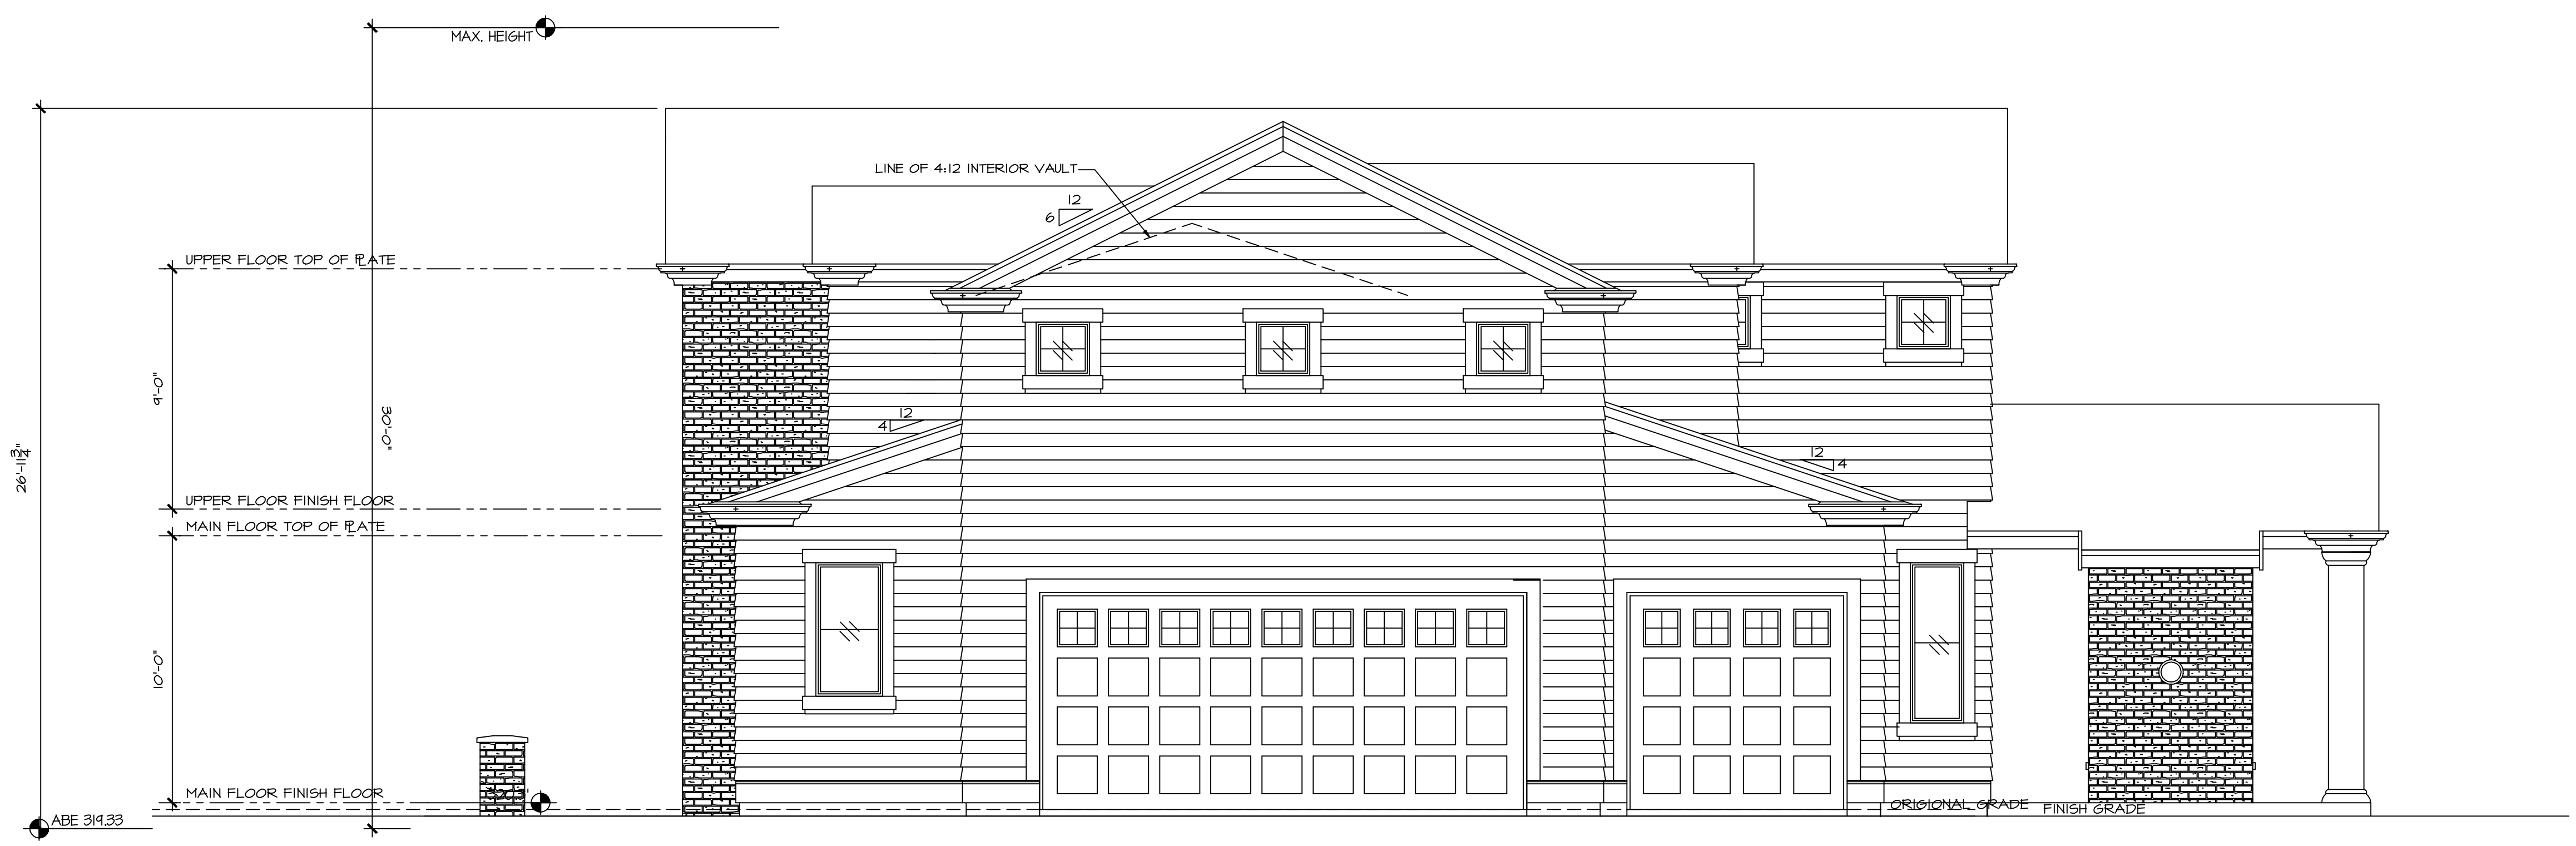 MAX. HEIGHT
LINE OF 4:12 INTERIOR VAULT
12
6
UPPER FLOOR TOP OF PLATE
9'-0"
30'-0"
12
4
12
4
26'-11 3/4"
UPPER FLOOR FINISH FLOOR
MAIN FLOOR TOP OF PLATE
10'-0"
MAIN FLOOR FINISH FLOOR
ORIGIONAL GRADE
FINISH GRADE
ABE 319.33